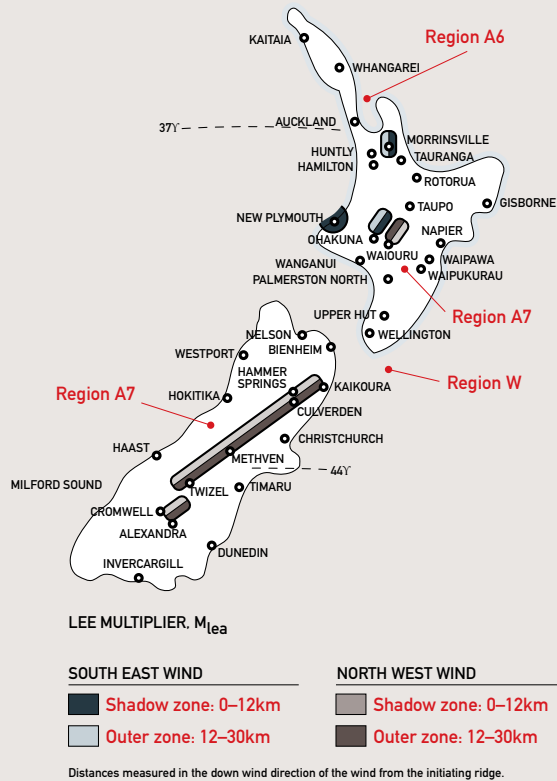 KAITAIA
Region A6
WHANGAREI
AUCKLAND
37ϒ
MORRINSVILLE
HUNTLY
TAURANGA
HAMILTON
ROTORUA
TAUPO
GISBORNE
NEW PLYMOUTH
OHAKUNA
NAPIER
WAIOURU
WANGANUI
WAIPAWA
WAIPUKURAU
PALMERSTON NORTH
UPPER HUT
Region A7
WELLINGTON
NELSON
BIENHEIM
WESTPORT
HAMMER
SPRINGS
Region W
Region A7
KAIKOURA
HOKITIKA
CULVERDEN
CHRISTCHURCH
HAAST
METHVEN
44ϒ
MILFORD SOUND
TWIZEL
TIMARU
CROMWELL
ALEXANDRA
DUNEDIN
INVERCARGILL
LEE MULTIPLIER, Mlea
SOUTH EAST WIND
Shadow zone: 0–12km
Outer zone: 12–30km
NORTH WEST WIND
Shadow zone: 0–12km
Outer zone: 12–30km
Distances measured in the down wind direction of the wind from the initiating ridge.